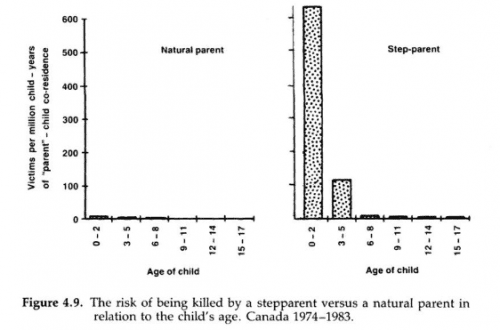 600
500
400
300
200
100
0
Victims per million child – years
of "parent" – child co-residence
Natural parent
Step-parent
0 – 2
3 – 5
6 – 8
9 – 11
12 – 14
15 – 17
0 – 2
3 – 5
6 – 8
9 – 11
12 – 14
15 – 17
Age of child
Age of child
Figure 4.9. The risk of being killed by a stepparent versus a natural parent in
relation to the child's age. Canada 1974–1983.